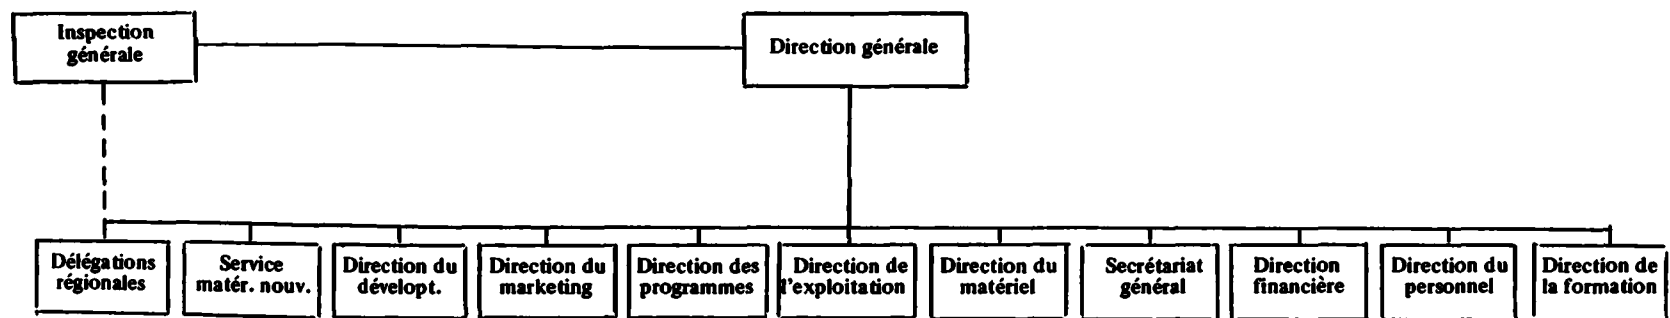 Inspection
générale
Direction générale
Délégations
régionales
Service
matér. nouv.
Direction du
dévelopt.
Direction du
marketing
Direction des
programmes
Direction de
l'exploitation
Direction du
matériel
Secrétariat
général
Direction
financière
Direction du
personnel
Direction de
la formation